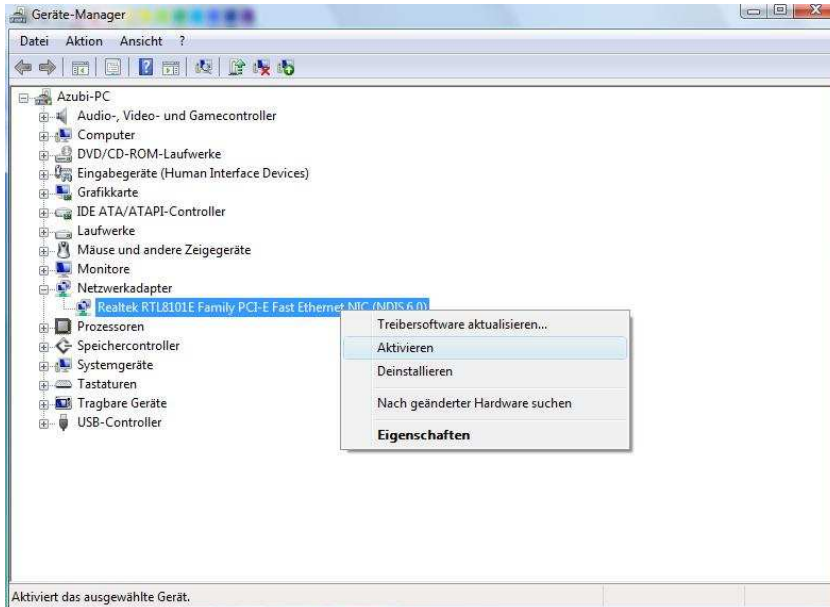 Geräte-Manager
Datei Aktion Ansicht ?
Azubi-PC
Audio-, Video- und Gamecontroller
Computer
DVD/CD-ROM-Laufwerke
Eingabegeräte (Human Interface Devices)
Grafikkarte
IDE ATA/ATAPI-Controller
Laufwerke
Mäuse und andere Zeigegeräte
Monitore
Netzwerkadapter
Realtek RTL8101E Family PCI-E Fast Ethernet NIC (NDIS 6.0)
Prozessoren
Speichercontroller
Systemgeräte
Tastaturen
Tragbare Geräte
USB-Controller
Treibersoftware aktualisieren...
Aktivieren
Deinstallieren
Nach geänderter Hardware suchen
Eigenschaften
Aktiviert das ausgewählte Gerät.